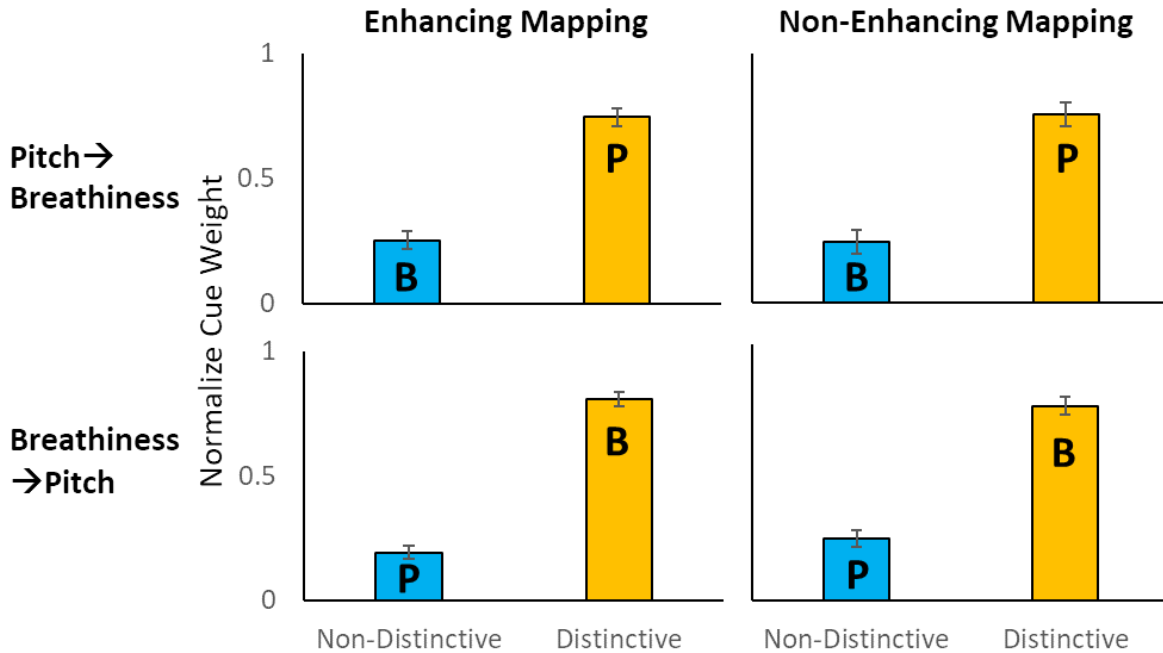 Enhancing Mapping
Non-Enhancing Mapping
Pitch→
Breathiness
Breathiness
→Pitch
Normalize Cue Weight
1
0.5
0
B
P
B
P
1
0.5
0
P
B
P
B
Non-Distinctive
Distinctive
Non-Distinctive
Distinctive